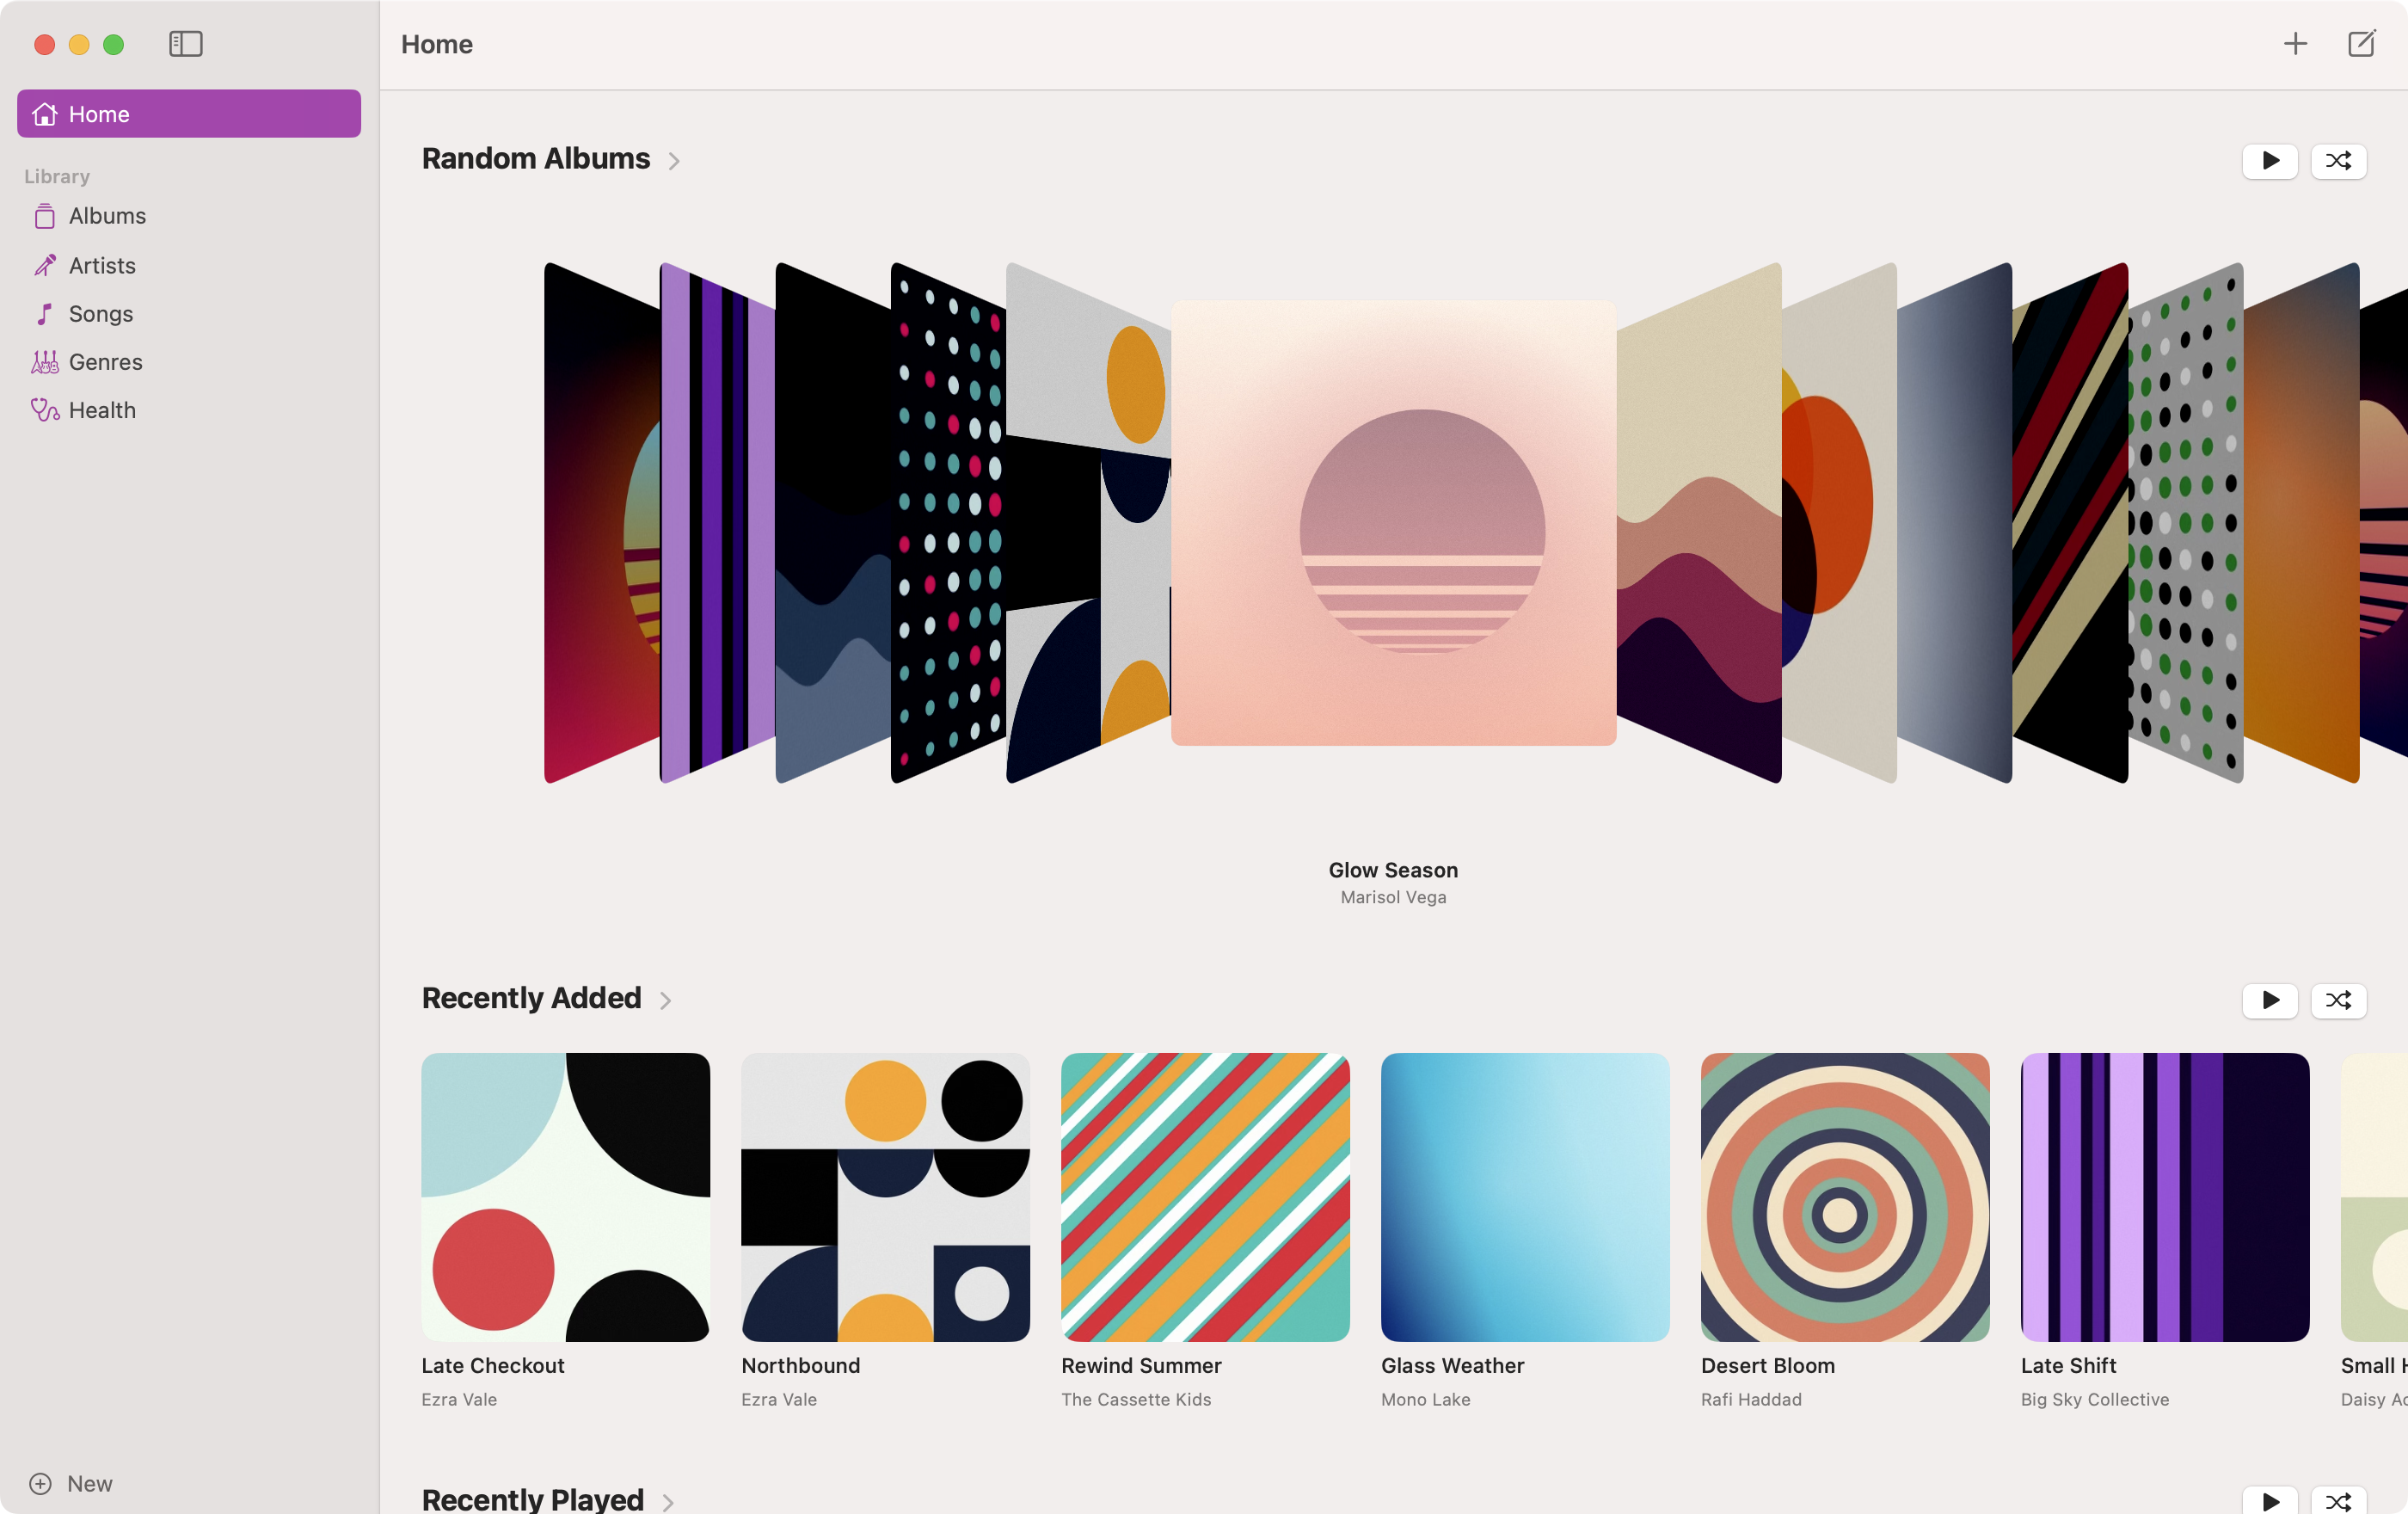 Home
Home
Library
Albums
Artists
Songs
Genres
Health
New
Random Albums
Glow Season
Marisol Vega
Recently Added
Late Checkout
Ezra Vale
Northbound
Ezra Vale
Rewind Summer
The Cassette Kids
Glass Weather
Mono Lake
Desert Bloom
Rafi Haddad
Late Shift
Big Sky Collective
Small
Daisy
Recently Played